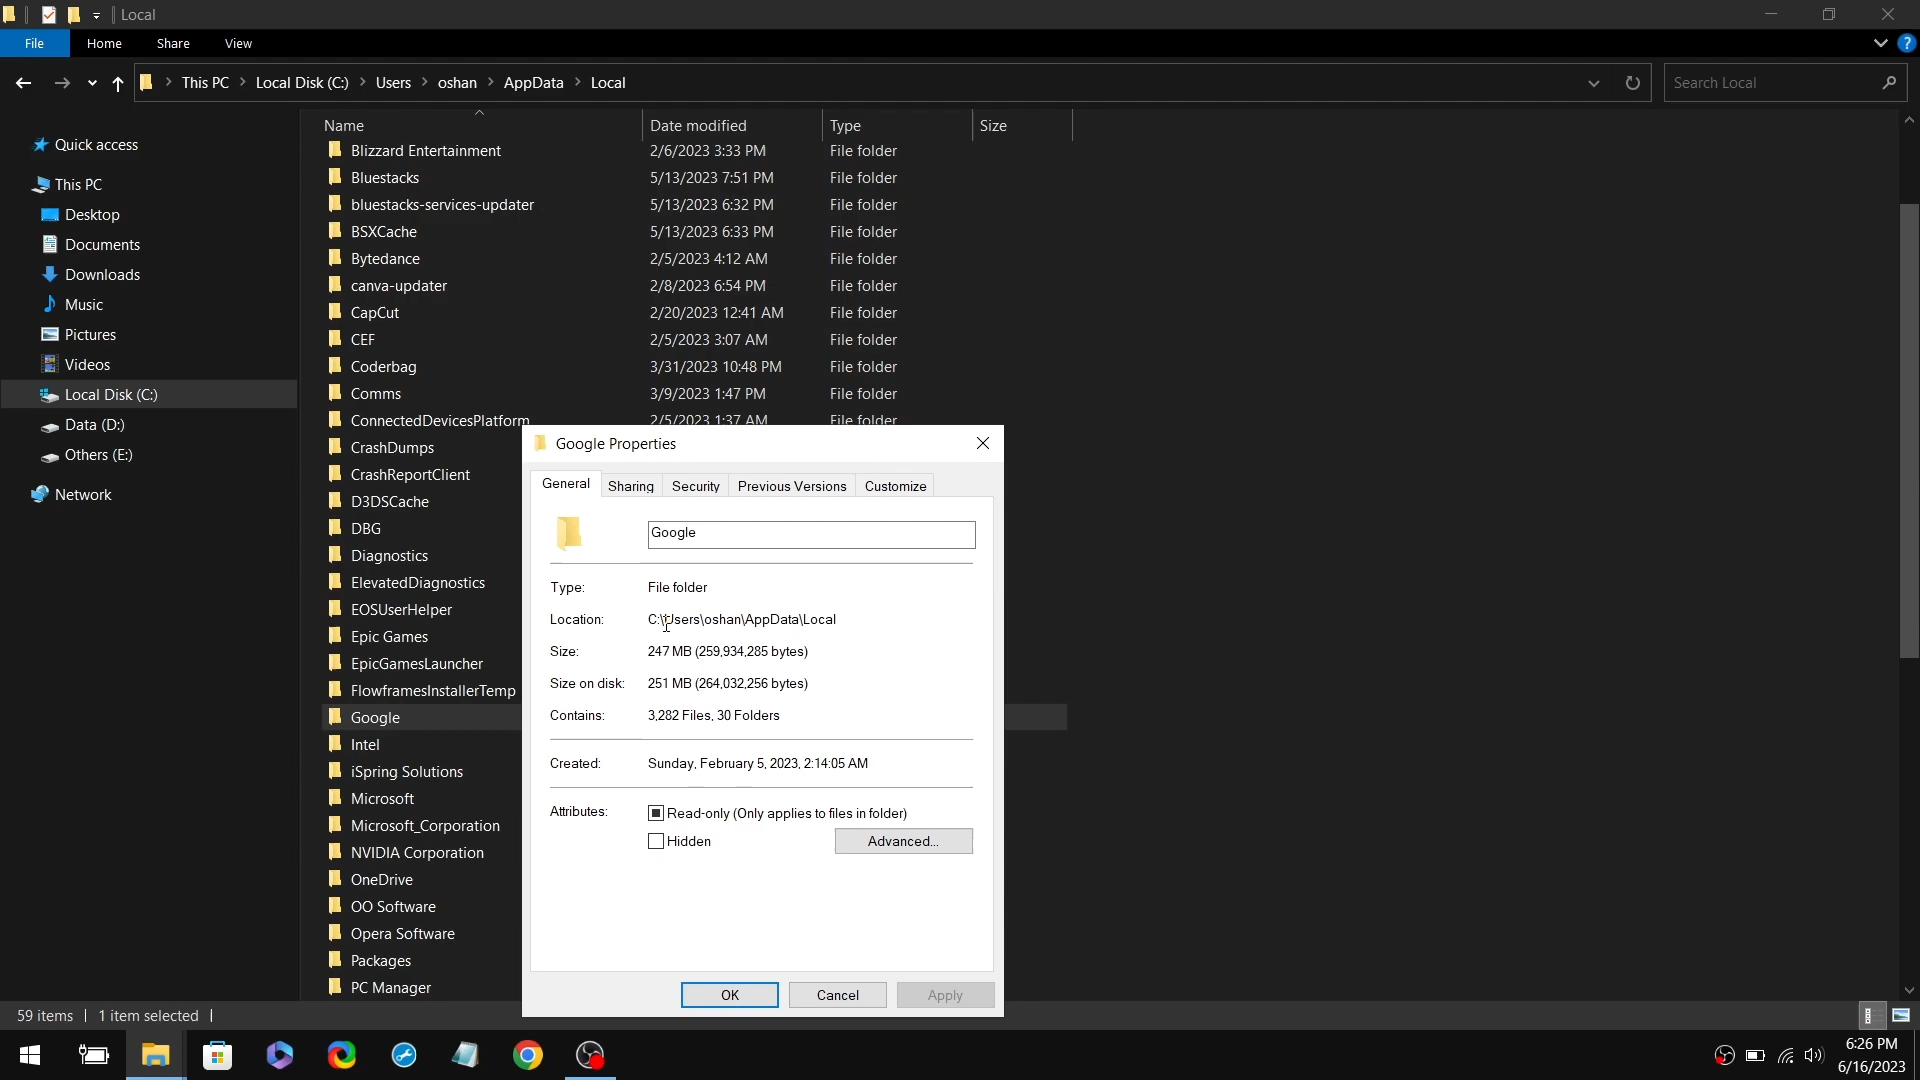 Local
File Home Share View
This PC Local Disk (C:) Users oshan AppData Local
Search Local
Quick access
This PC
Desktop
Documents
Downloads
Music
Pictures
Videos
Local Disk (C:)
Data (D:)
Others (E:)
Network
Name Date modified Type Size
Blizzard Entertainment 2/6/2023 3:33 PM File folder
Bluestacks 5/13/2023 7:51 PM File folder
bluestacks-services-updater 5/13/2023 6:32 PM File folder
BSXCache 5/13/2023 6:33 PM File folder
Bytedance 2/5/2023 4:12 AM File folder
canva-updater 2/8/2023 6:54 PM File folder
CapCut 2/20/2023 12:41 AM File folder
CEF 2/5/2023 3:07 AM File folder
Coderbag 3/31/2023 10:48 PM File folder
Comms 3/9/2023 1:47 PM File folder
ConnectedDevicesPlatform 2/5/2023 1:37 AM File folder
CrashDumps
CrashReportClient
D3DSCache
DBG
Diagnostics
ElevatedDiagnostics
EOSUserHelper
Epic Games
EpicGamesLauncher
FlowframesInstallerTemp
Google
Intel
iSpring Solutions
Microsoft
Microsoft_Corporation
NVIDIA Corporation
OneDrive
OO Software
Opera Software
Packages
PC Manager
Google Properties
General Sharing Security Previous Versions Customize
Google
Type: File folder
Location: C:\Users\oshan\AppData\Local
Size: 247 MB (259,934,285 bytes)
Size on disk: 251 MB (264,032,256 bytes)
Contains: 3,282 Files, 30 Folders
Created: Sunday, February 5, 2023, 2:14:05 AM
Attributes: Read-only (Only applies to files in folder)
Hidden Advanced...
OK Cancel Apply
59 items 1 item selected
6:26 PM
6/16/2023